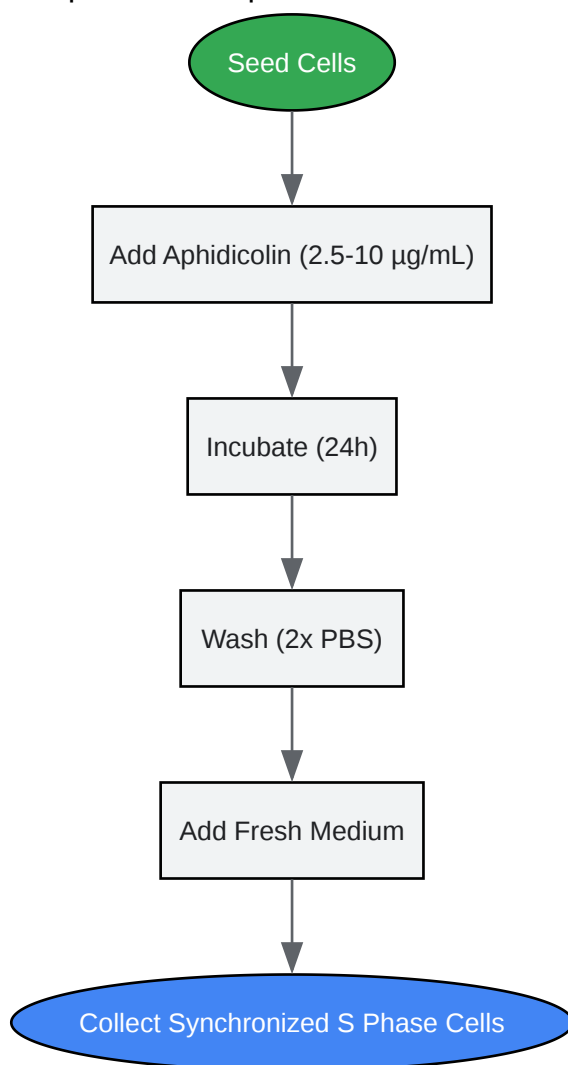 Seed Cells
Add Aphidicolin (2.5-10 µg/mL)
Incubate (24h)
Wash (2x PBS)
Add Fresh Medium
Collect Synchronized S Phase Cells